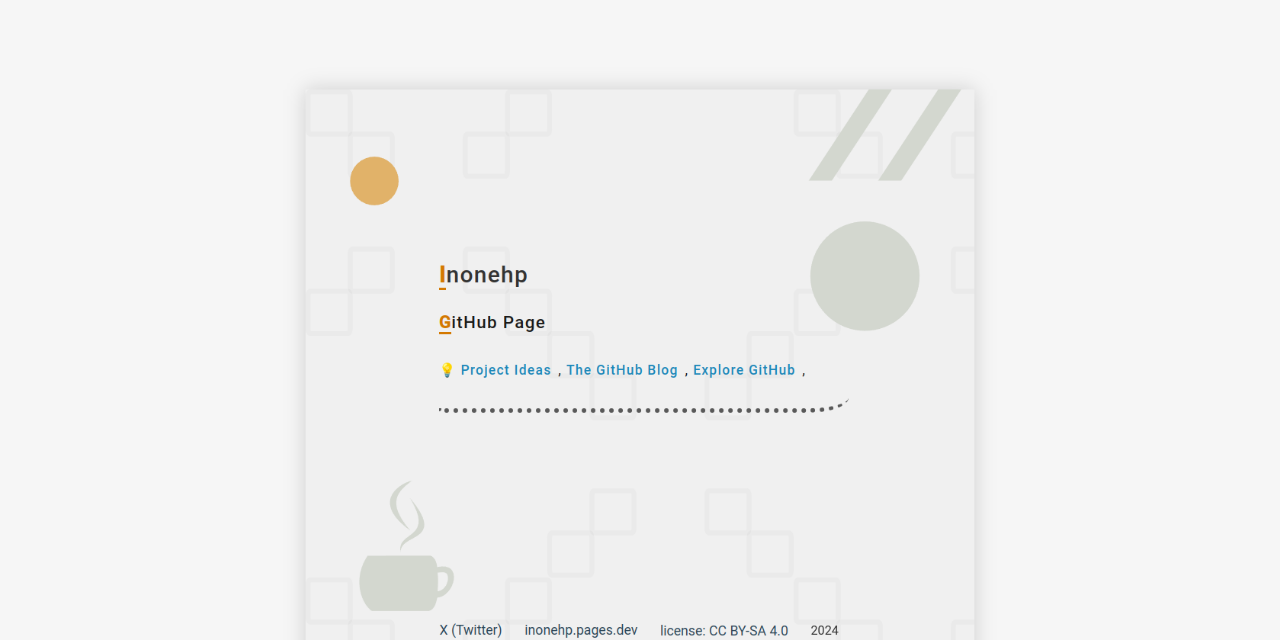 Inonehp
GitHub Page
💡 Project Ideas , The GitHub Blog , Explore GitHub ,
X (Twitter) inonehp.pages.dev license: CC BY-SA 4.0 2024